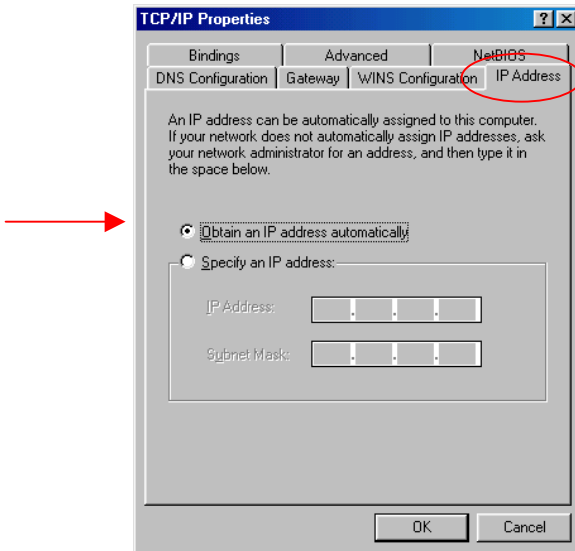 TCP/IP Properties
Bindings Advanced NetBIOS
DNS Configuration Gateway WINS Configuration IP Address
An IP address can be automatically assigned to this computer.
If your network does not automatically assign IP addresses, ask
your network administrator for an address, and then type it in
the space below.
Obtain an IP address automatically
Specify an IP address:
IP Address:
. . .
Subnet Mask:
. . .
OK Cancel